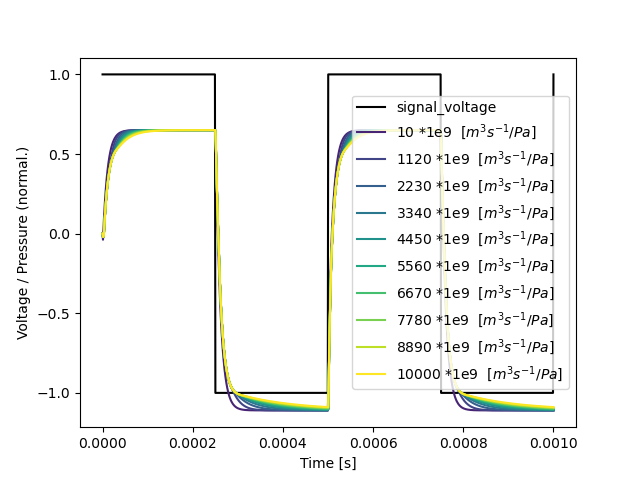 1.0
0.5
0.0
−0.5
−1.0
Voltage / Pressure (normal.)
signal_voltage
10 *1e9 [m³s⁻¹/Pa]
1120 *1e9 [m³s⁻¹/Pa]
2230 *1e9 [m³s⁻¹/Pa]
3340 *1e9 [m³s⁻¹/Pa]
4450 *1e9 [m³s⁻¹/Pa]
5560 *1e9 [m³s⁻¹/Pa]
6670 *1e9 [m³s⁻¹/Pa]
7780 *1e9 [m³s⁻¹/Pa]
8890 *1e9 [m³s⁻¹/Pa]
10000 *1e9 [m³s⁻¹/Pa]
0.0000 0.0002 0.0004 0.0006 0.0008 0.0010
Time [s]